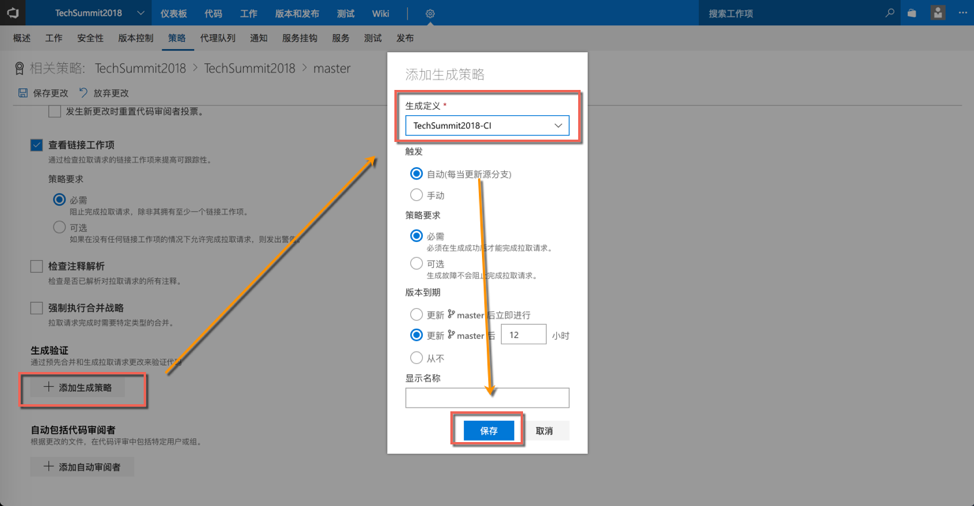 TechSummit2018 仪表板 代码 工作 版本和发布 测试 Wiki 搜索工作项
概述 工作 安全性 版本控制 策略 代理队列 通知 服务挂钩 服务 测试 发布
相关策略: TechSummit2018 > TechSummit2018 > master
保存更改 放弃更改
发生新更改时重置代码审阅者投票。
查看链接工作项
通过检查拉取请求的链接工作项来提高可跟踪性。
策略要求
必需
阻止完成拉取请求，除非其拥有至少一个链接工作项。
可选
如果在没有任何链接工作项的情况下允许完成拉取请求，则发出警
检查注释解析
检查是否已解析对拉取请求的所有注释。
强制执行合并战略
拉取请求完成时需要特定类型的合并。
生成验证
通过预先合并和生成拉取请求更改来验证代
添加生成策略
自动包括代码审阅者
根据更改的文件，在代码评审中包括特定用户或组。
添加自动审阅者
添加生成策略
生成定义 *
TechSummit2018-CI
触发
自动(每当更新源分支)
手动
策略要求
必需
必须在生成成功 才能完成拉取请求。
可选
生成故障不会阻止完成拉取请求。
版本到期
更新 master 后立即进行
更新 master 后 12 小时
从不
显示名称
保存 取消